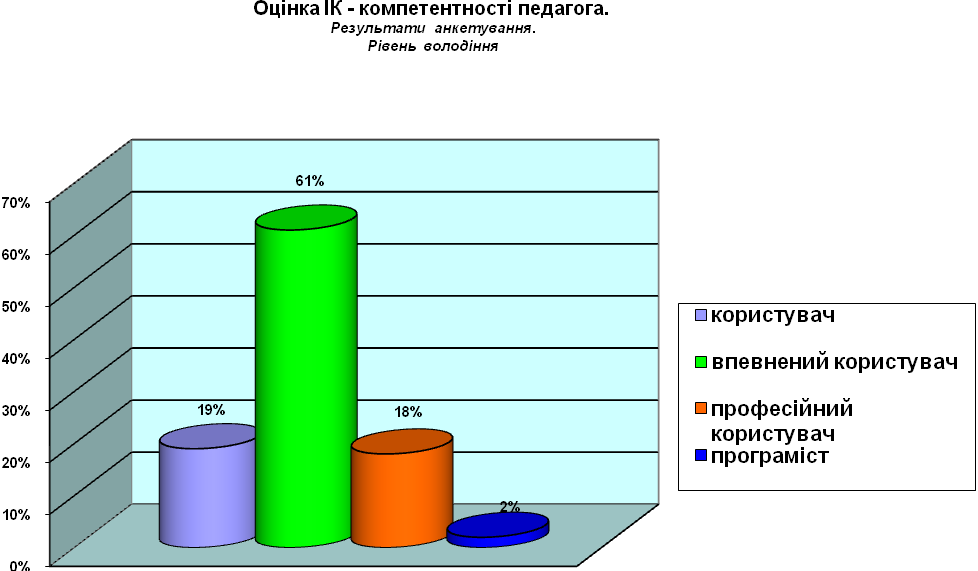 Оцінка ІК - компетентності педагога.
Результати анкетування.
Рівень володіння
61%
70%
60%
50%
40%
30%
20%
10%
0%
19%
18%
2%
користувач
впевнений користувач
професійний
користувач
програміст